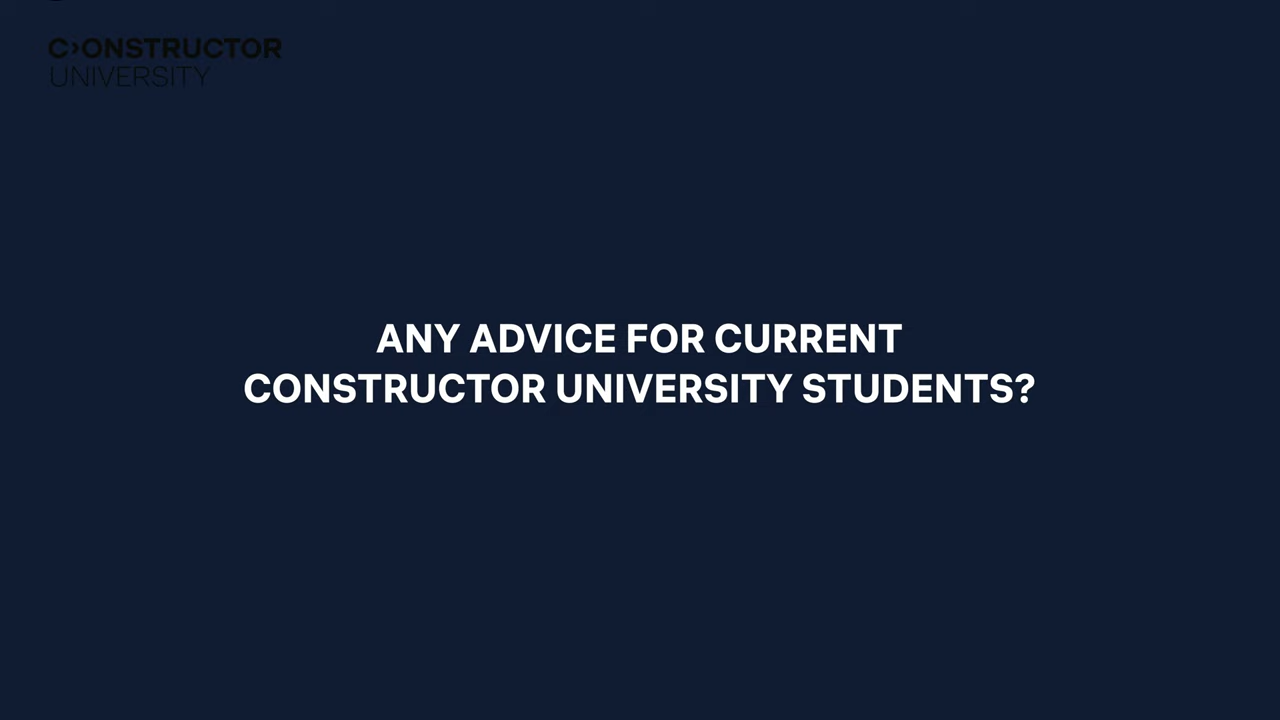 C›ONSTRUCTOR
UNIVERSITY
ANY ADVICE FOR CURRENT
CONSTRUCTOR UNIVERSITY STUDENTS?